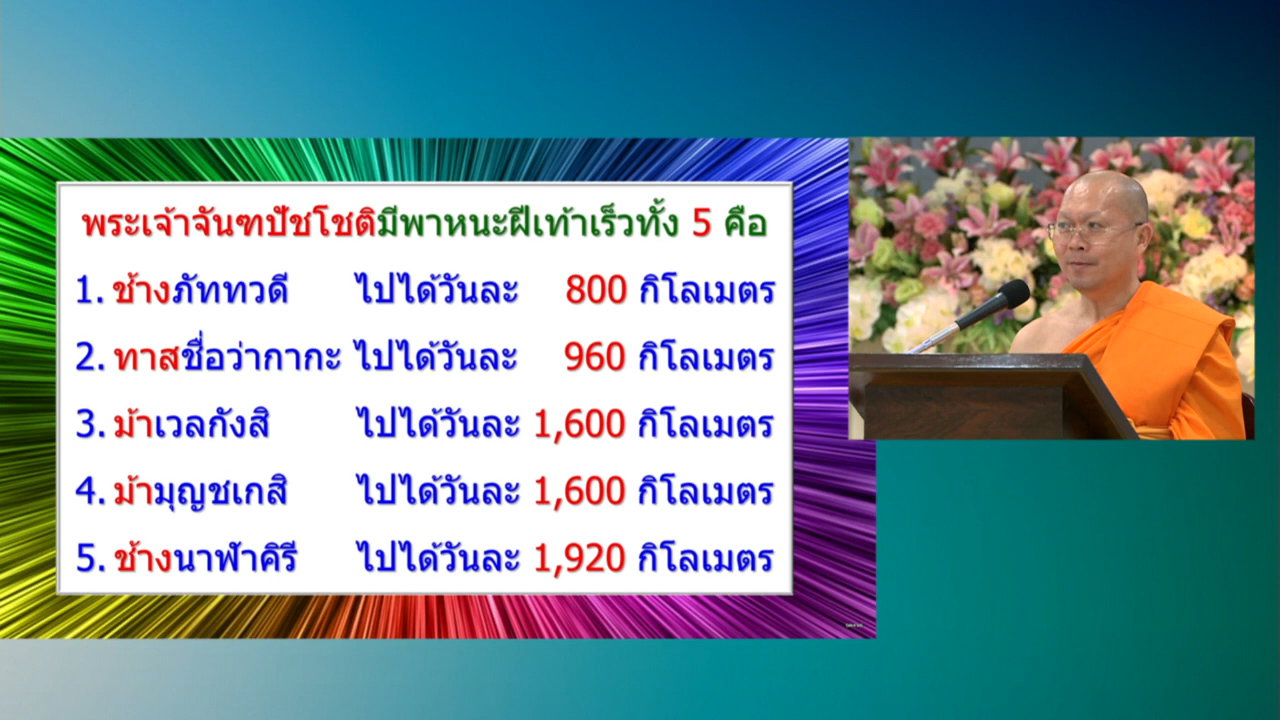 พระเจ้าจัณฑปัชโชติมีพาหนะฝีเท้าเร็วทั้ง 5 คือ
1. ช้างภัททวดี ไปได้วันละ 800 กิโลเมตร
2. ทาสชื่อว่ากากะ ไปได้วันละ 960 กิโลเมตร
3. ม้าเวลกังสิ ไปได้วันละ 1,600 กิโลเมตร
4. ม้ามุญชเกสิ ไปได้วันละ 1,600 กิโลเมตร
5. ช้างนาฬาคิรี ไปได้วันละ 1,920 กิโลเมตร